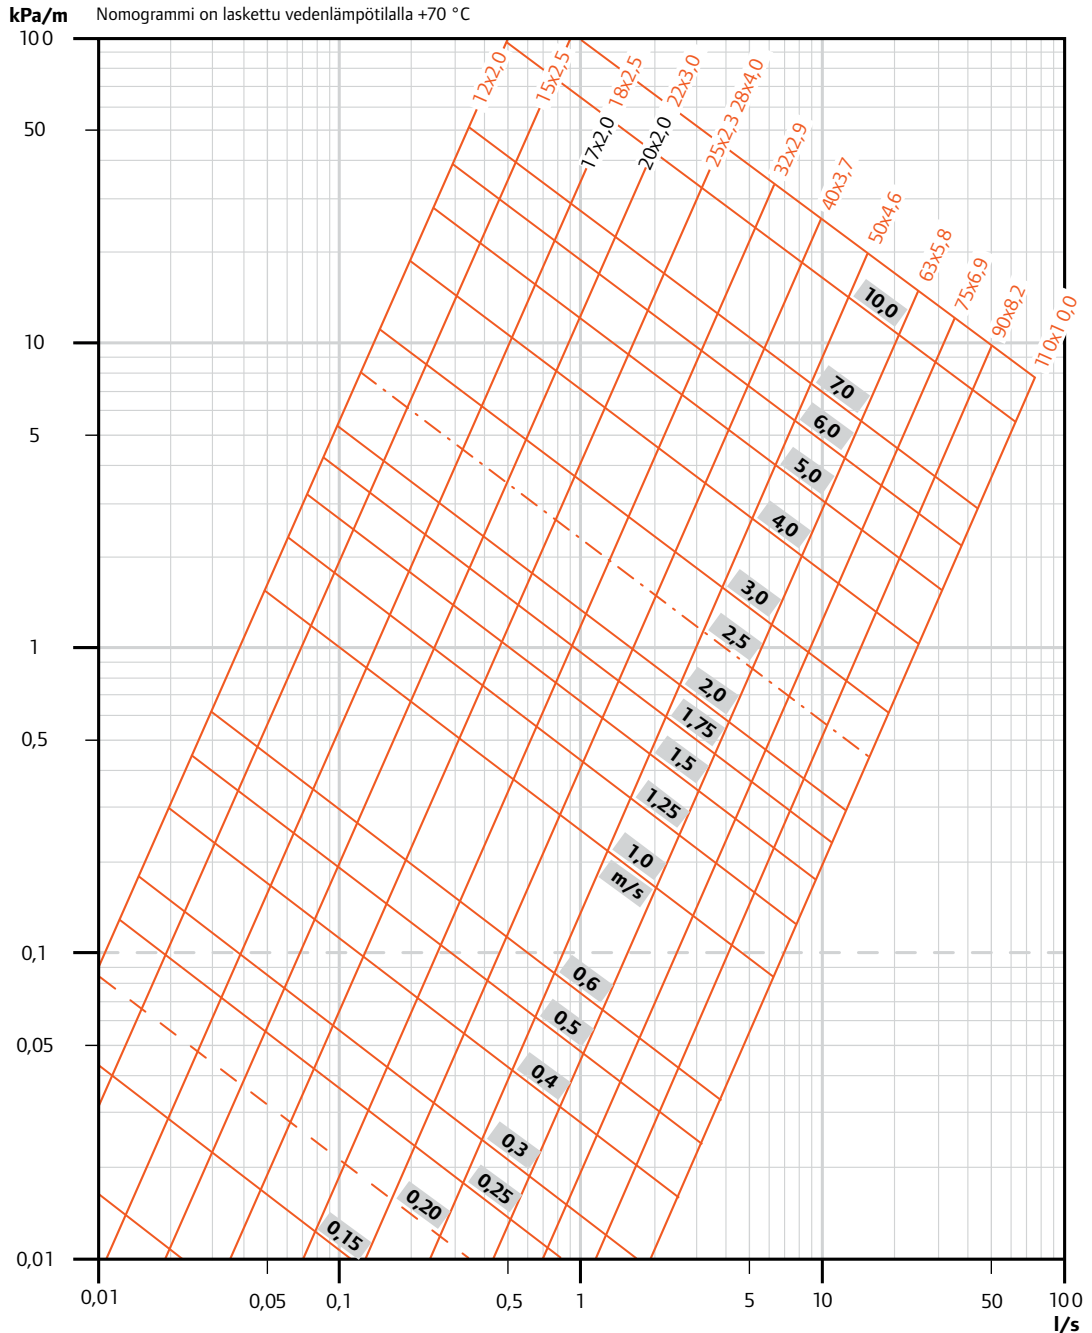 kPa/m
Nomogrammi on laskettu vedenlämpötilalla +70 °C
100
50
10
5
1
0,5
0,1
0,05
0,01
12x2,0
15x2,5
17x2,0
18x2,5
20x2,0
22x3,0
25x2,3
28x4,0
32x2,9
40x3,7
50x4,6
63x5,8
75x6,9
90x8,2
110x10,0
10,0
7,0
6,0
5,0
4,0
3,0
2,5
2,0
1,75
1,5
1,25
1,0
m/s
0,6
0,5
0,4
0,3
0,25
0,20
0,15
0,01
0,05
0,1
0,5
1
5
10
50
100
l/s